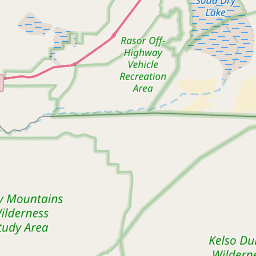 Soda Dry
Lake
Rasor Off-
Highway
Vehicle
Recreation
Area
y Mountains
Wilderness
Study Area
Kelso Du
Wilderne